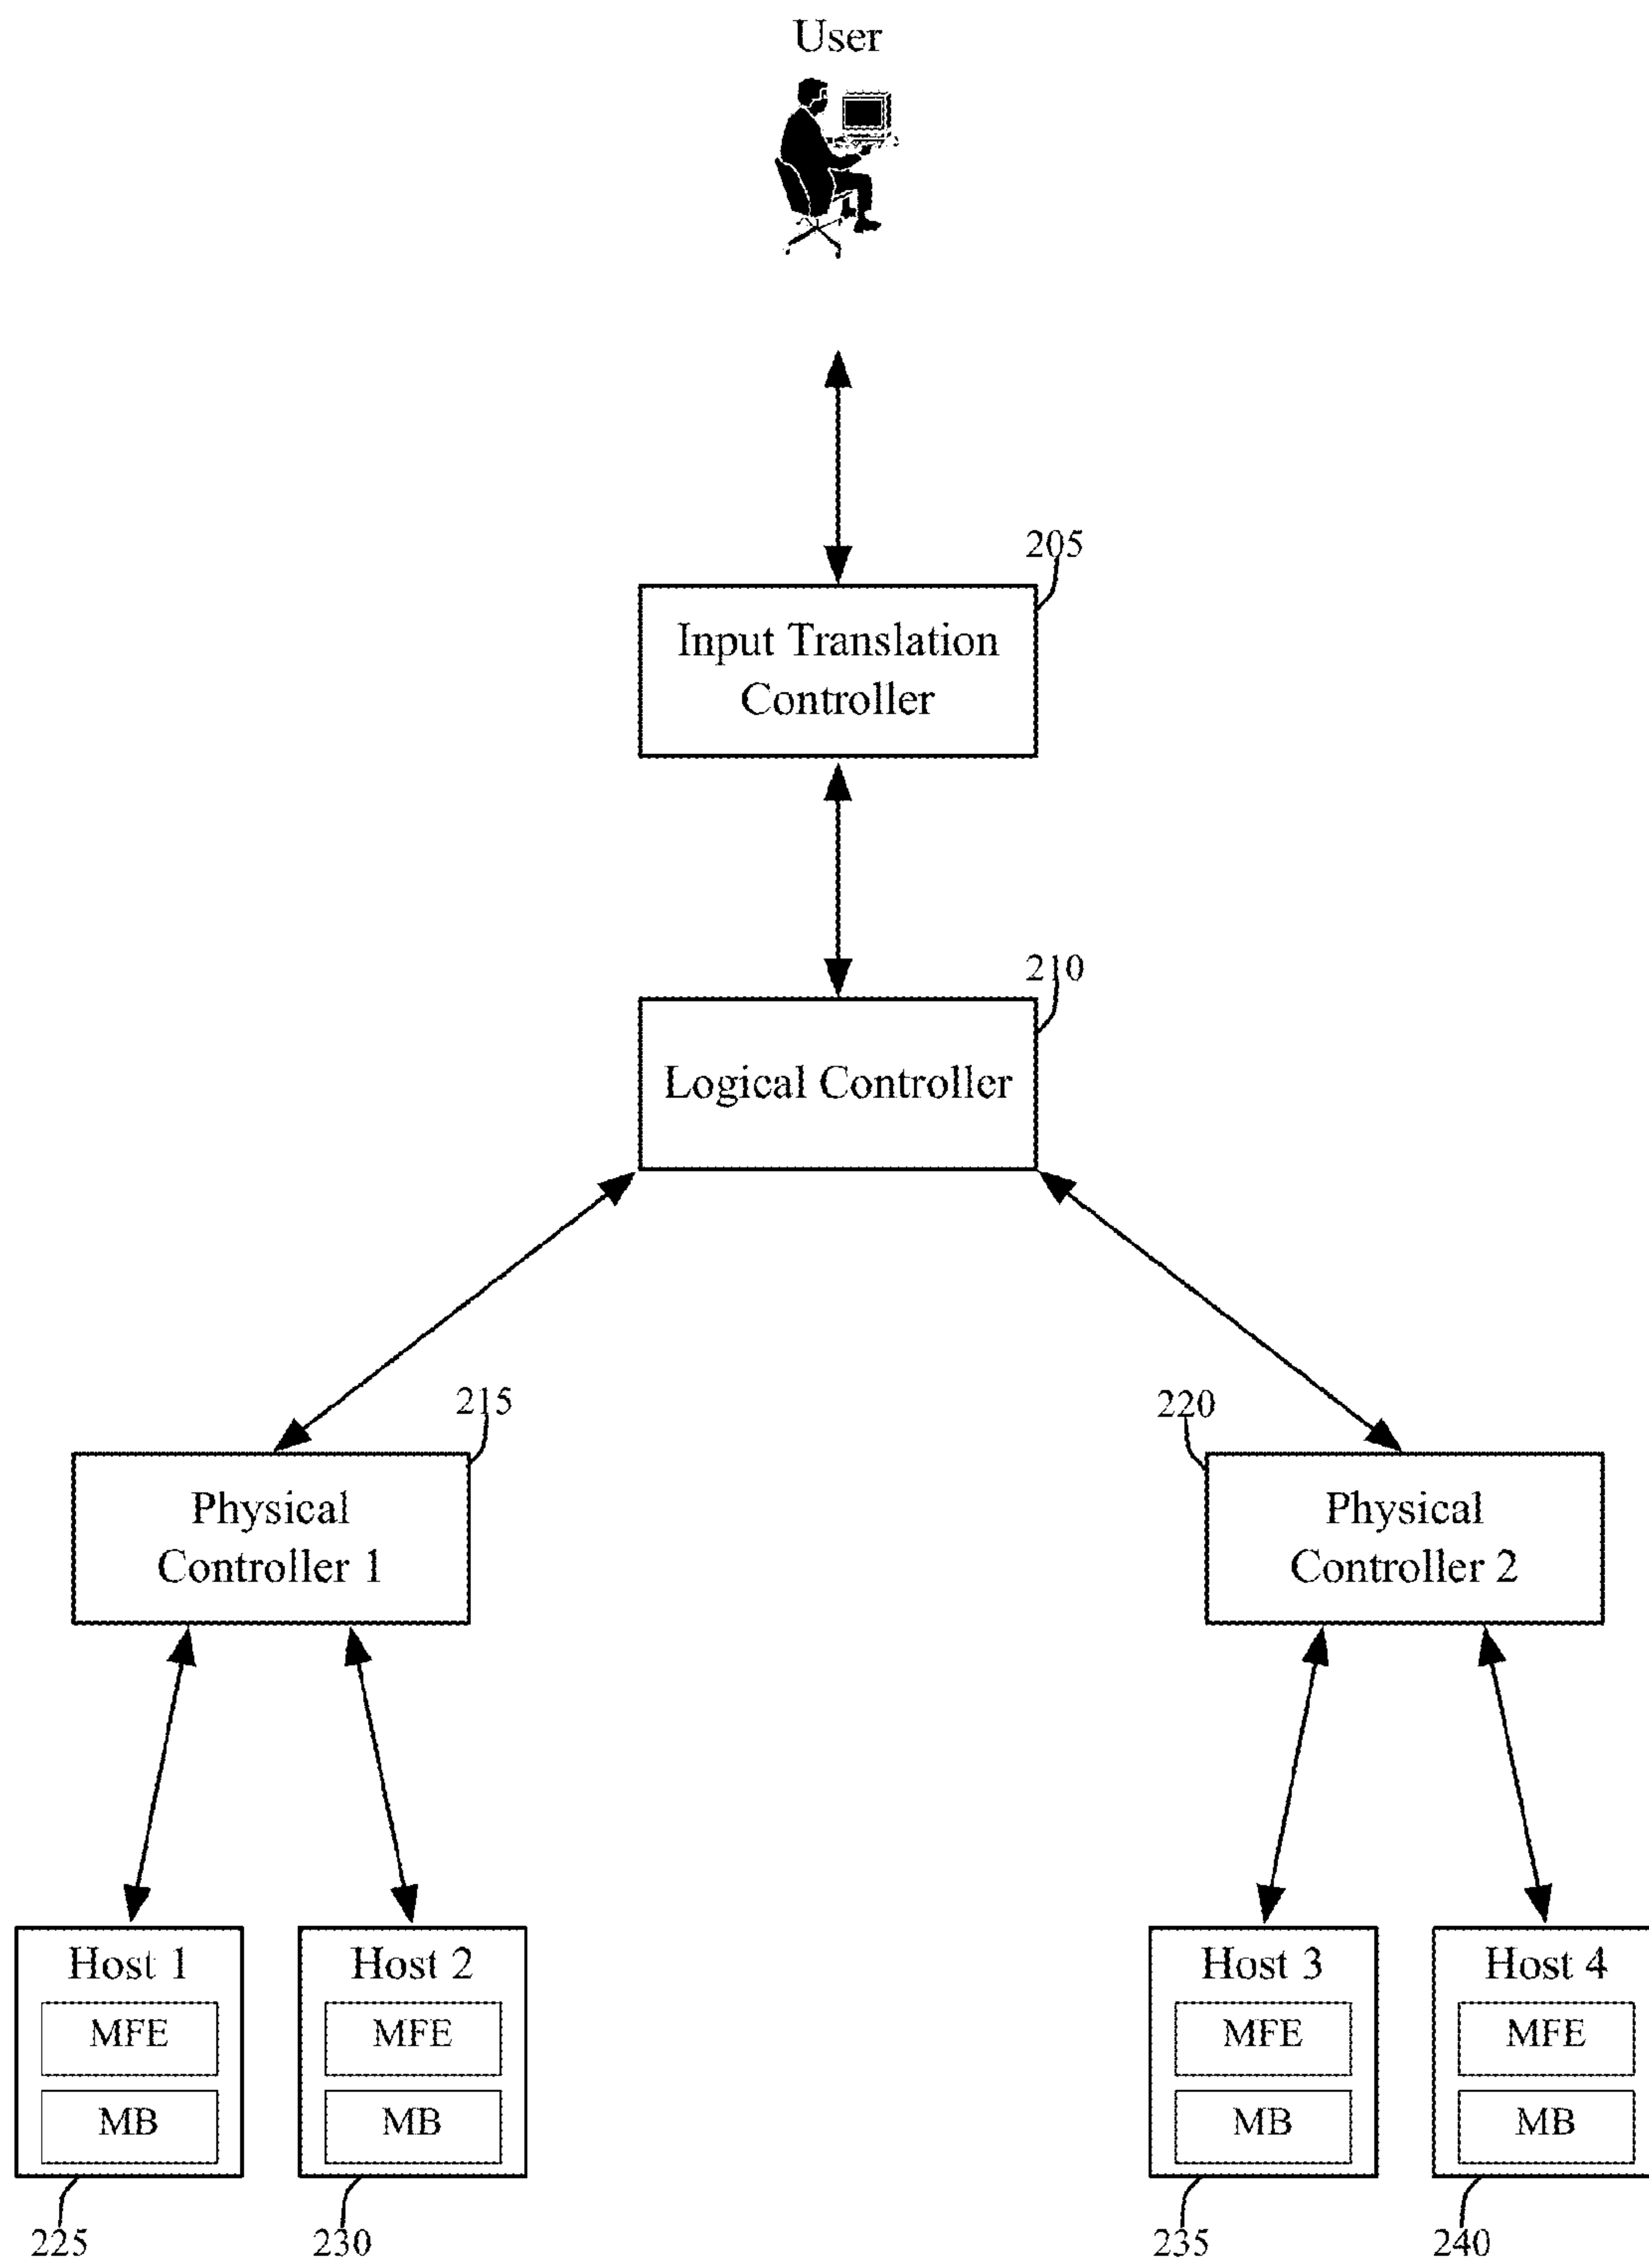 User
205
Input Translation
Controller
210
Logical Controller
215
220
Physical
Controller 1
Physical
Controller 2
Host 1
MFE
MB
Host 2
MFE
MB
Host 3
MFE
MB
Host 4
MFE
MB
225
230
235
240